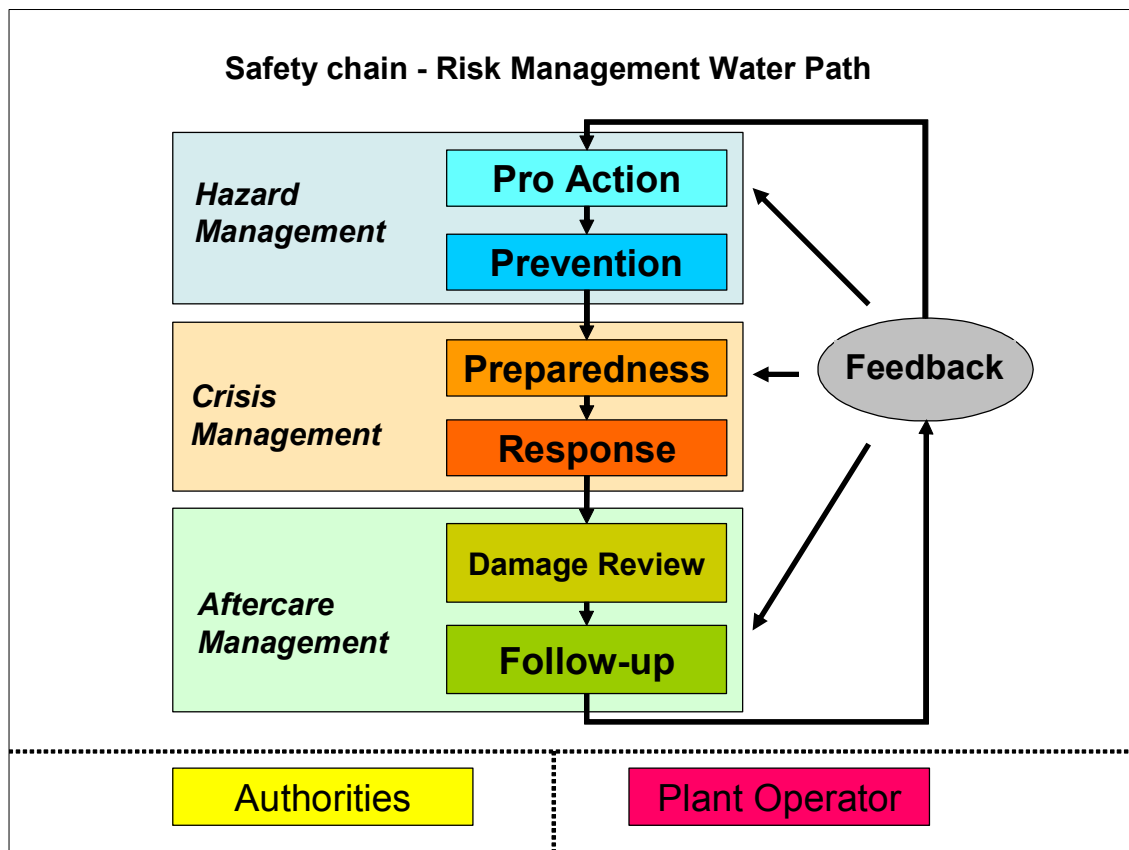 Safety chain - Risk Management Water Path
Hazard
Management
Pro Action
Prevention
Crisis
Management
Preparedness
Response
Feedback
Aftercare
Management
Damage Review
Follow-up
Authorities
Plant Operator